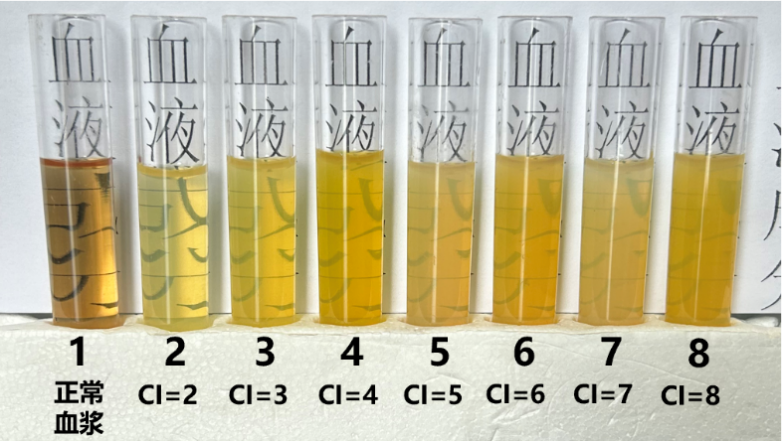 血 血 血 血 血 血 血 血
液 液 液 液 液 液 液 液
1 2 3 4 5 6 7 8
正常 CI=2 CI=3 CI=4 CI=5 CI=6 CI=7 CI=8
血浆